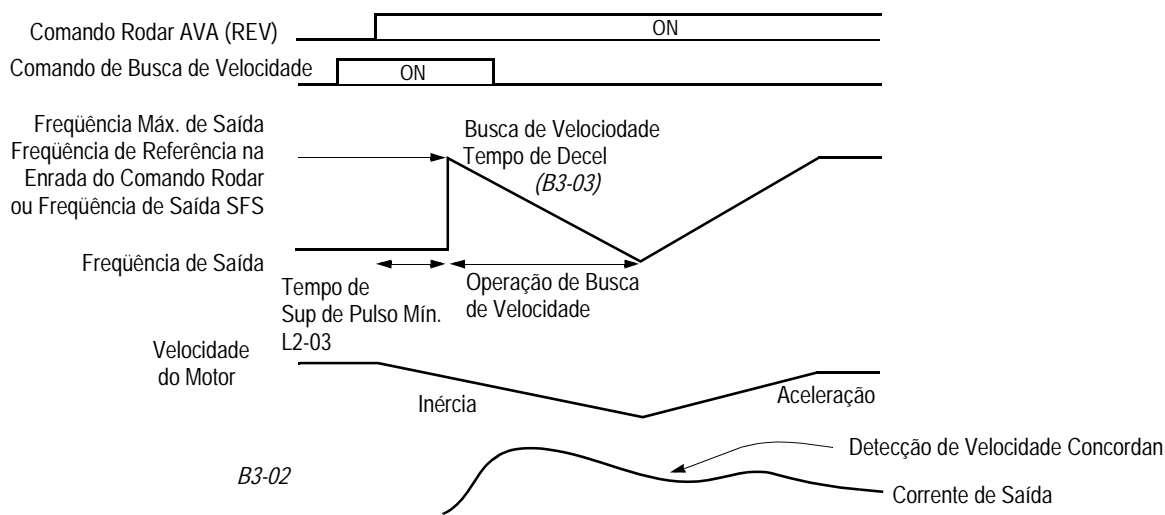 Comando Rodar AVA (REV)
ON
Comando de Busca de Velocidade
ON
Freqüência Máx. de Saída
Freqüência de Referência na
Enrada do Comando Rodar
ou Freqüência de Saída SFS
Busca de Velociodade
Tempo de Decel
(B3-03)
Freqüência de Saída
Tempo de
Sup de Pulso Mín.
L2-03
Operação de Busca
de Velocidade
Velocidade
do Motor
Inércia
Aceleração
Detecção de Velocidade Concordan
B3-02
Corrente de Saída